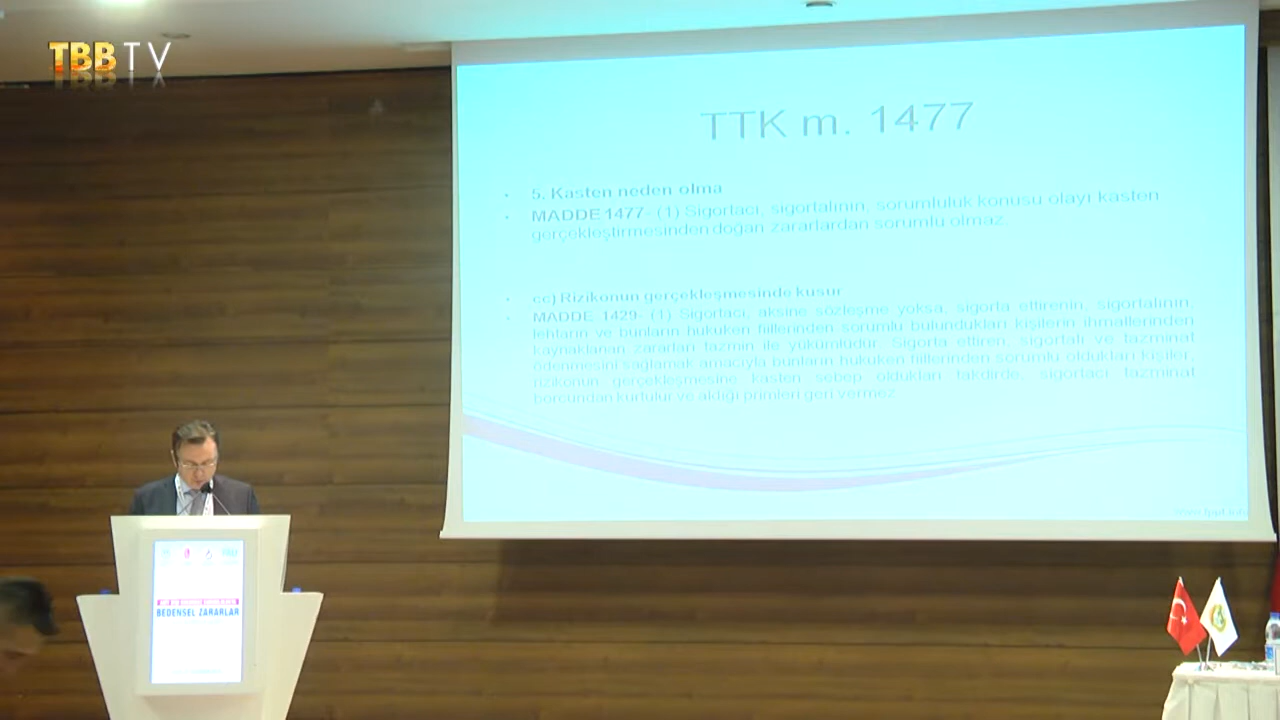 TBB TV
TTK m. 1477
• 5. Kasten neden olma
• MADDE 1477- (1) Sigortacı, sigortalının, sorumluluk konusu olayı kasten
gerçekleştirmesinden doğan zararlardan sorumlu olmaz.
• cc) Rizikonun gerçekleşmesinde kusur
• MADDE 1429- (1) Sigortacı, aksine sözleşme yoksa, sigorta ettirenin, sigortalının,
lehtarın ve bunların hukuken fiillerinden sorumlu bulundukları kişilerin ihmallerinden
kaynaklanan zararları tazmin ile yükümlüdür. Sigorta ettiren, sigortalı ve tazminat
ödenmesini sağlamak amacıyla bunların hukuken fiillerinden sorumlu oldukları kişiler,
rizikonun gerçekleşmesine kasten sebep oldukları takdirde, sigortacı tazminat
borcundan kurtulur ve aldığı primleri geri vermez.
BEDENSEL ZARARLAR